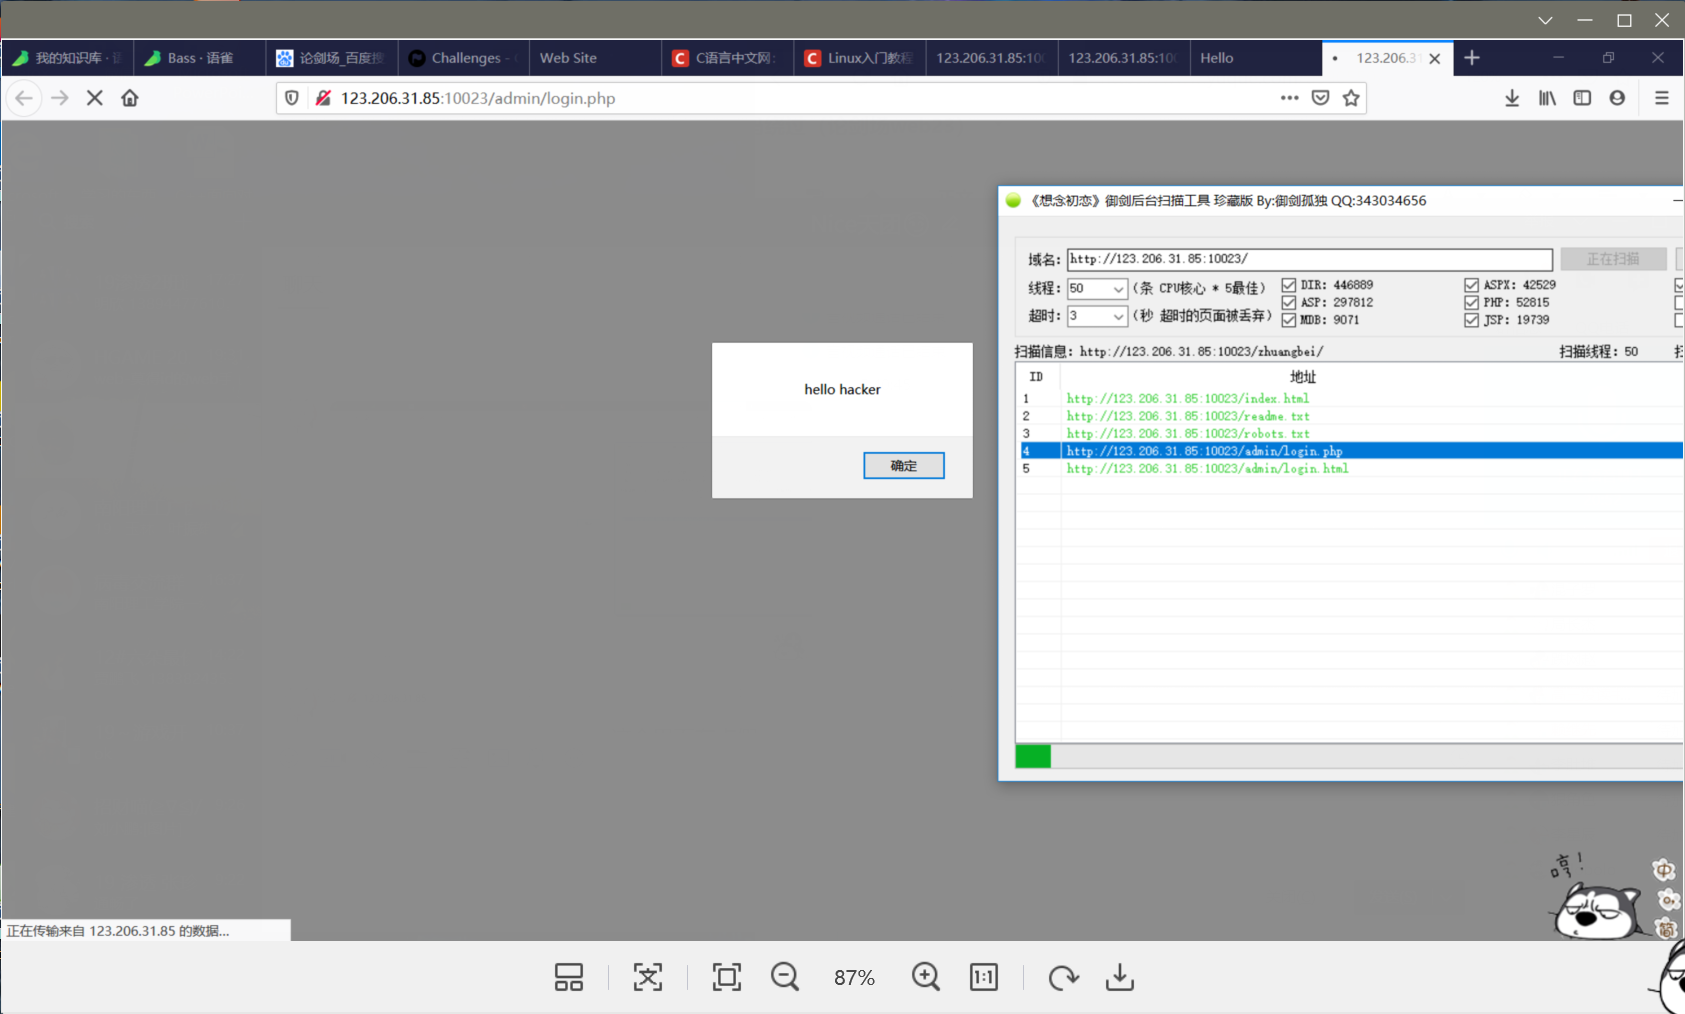 我的知识库 ·
Bass · 语雀
论剑场_百度搜
Challenges -
Web Site
C语言中文网:
Linux入门教程
123.206.31.85:100
123.206.31.85:100
Hello
123.206.31
123.206.31.85:10023/admin/login.php
《想念初恋》御剑后台扫描工具 珍藏版 By:御剑孤独 QQ:343034656
域名: http://123.206.31.85:10023/ 正在扫描
线程: 50 (条 CPU核心 * 5最佳) DIR: 446889 ASPX: 42529
ASP: 297812 PHP: 52815
超时: 3 (秒 超时的页面被丢弃) MDB: 9071 JSP: 19739
扫描信息: http://123.206.31.85:10023/zhuangbei/ 扫描线程: 50
ID 地址
1 http://123.206.31.85:10023/index.html
2 http://123.206.31.85:10023/readme.txt
3 http://123.206.31.85:10023/robots.txt
4 http://123.206.31.85:10023/admin/login.php
5 http://123.206.31.85:10023/admin/login.html
hello hacker
确定
哼!
中
简
正在传输来自 123.206.31.85 的数据...
87%
1:1